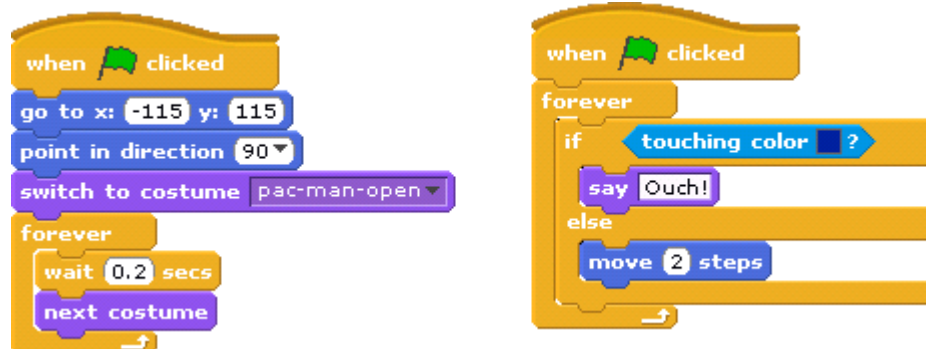 when clicked
go to x: -115 y: 115
point in direction 90
switch to costume pac-man-open
forever
wait 0.2 secs
next costume
when clicked
forever
if touching color ?
say Ouch!
else
move 2 steps